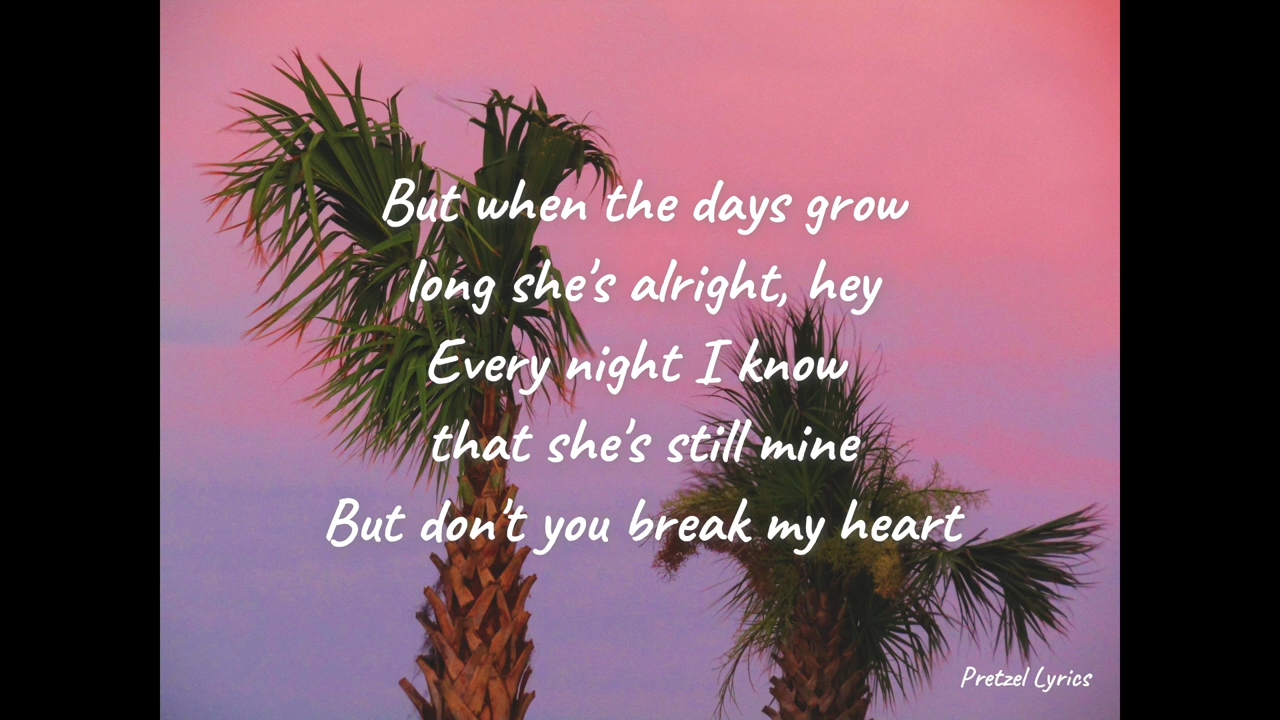 But when the days grow
long she's alright, hey
Every night I know
that she's still mine
But don't you break my heart
Pretzel Lyrics